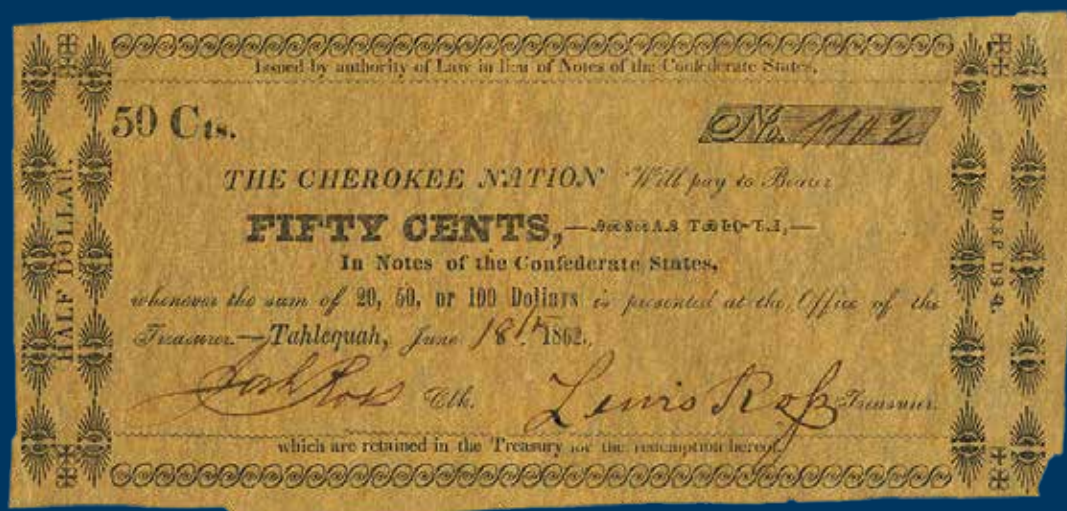 Issued by authority of Law in lieu of Notes of the Confederate States,
50 Cts.
No. 1102
THE CHEROKEE NATION Will pay to Bearer
FIFTY CENTS,
In Notes of the Confederate States,
whenever the sum of 20, 50, or 100 Dollars is presented at the Office of the
Treasurer.—Tahlequah, June 18th 1862.
Josh Ross Clk. Lewis Ross Treasurer.
which are retained in the Treasury for the redemption hereof.
HALF DOLLAR.